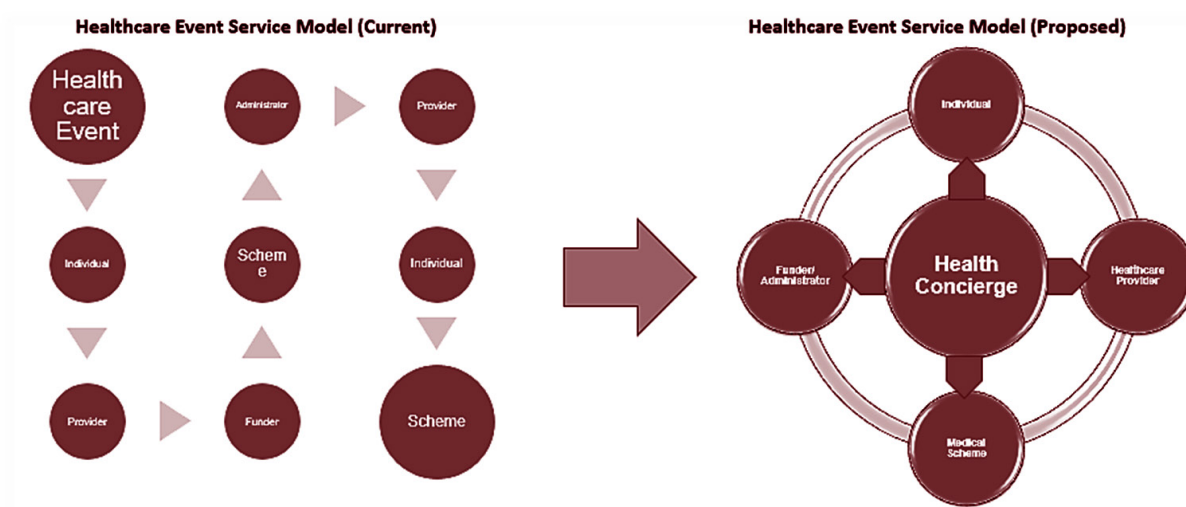 Healthcare Event Service Model (Current)
Health
care
Event
Individual
Provider
Funder
Schem
e
Administrator
Provider
Individual
Scheme
Healthcare Event Service Model (Proposed)
Individual
Funder/
Administrator
Health
Concierge
Healthcare
Provider
Medical
Scheme